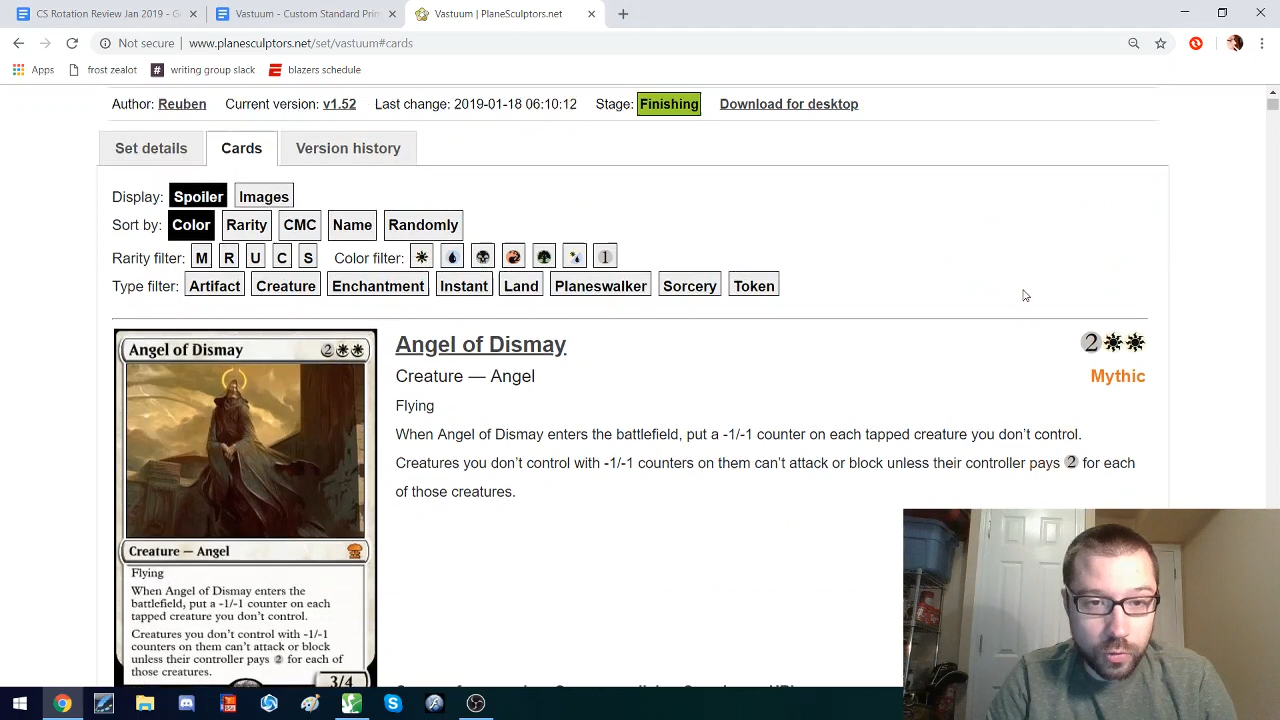 CS Rotation Review Jan 2019 - G
Vastuum - Custom Standard Prim
Vastuum | PlaneSculptors.net
Not secure | www.planesculptors.net/set/vastuum#cards
Apps frost zealot writing group slack blazers schedule
Author: Reuben Current version: v1.52 Last change: 2019-01-18 06:10:12 Stage: Finishing Download for desktop
Set details Cards Version history
Display: Spoiler Images
Sort by: Color Rarity CMC Name Randomly
Rarity filter: M R U C S Color filter: 1
Type filter: Artifact Creature Enchantment Instant Land Planeswalker Sorcery Token
Angel of Dismay 2
Creature — Angel
Flying
When Angel of Dismay enters the
battlefield, put a -1/-1 counter on each
tapped creature you don't control.
Creatures you don't control with -1/-1
counters on them can't attack or block
unless their controller pays 2 for each of
those creatures.
3/4
Angel of Dismay 2
Creature — Angel Mythic
Flying
When Angel of Dismay enters the battlefield, put a -1/-1 counter on each tapped creature you don't control.
Creatures you don't control with -1/-1 counters on them can't attack or block unless their controller pays 2 for each
of those creatures.